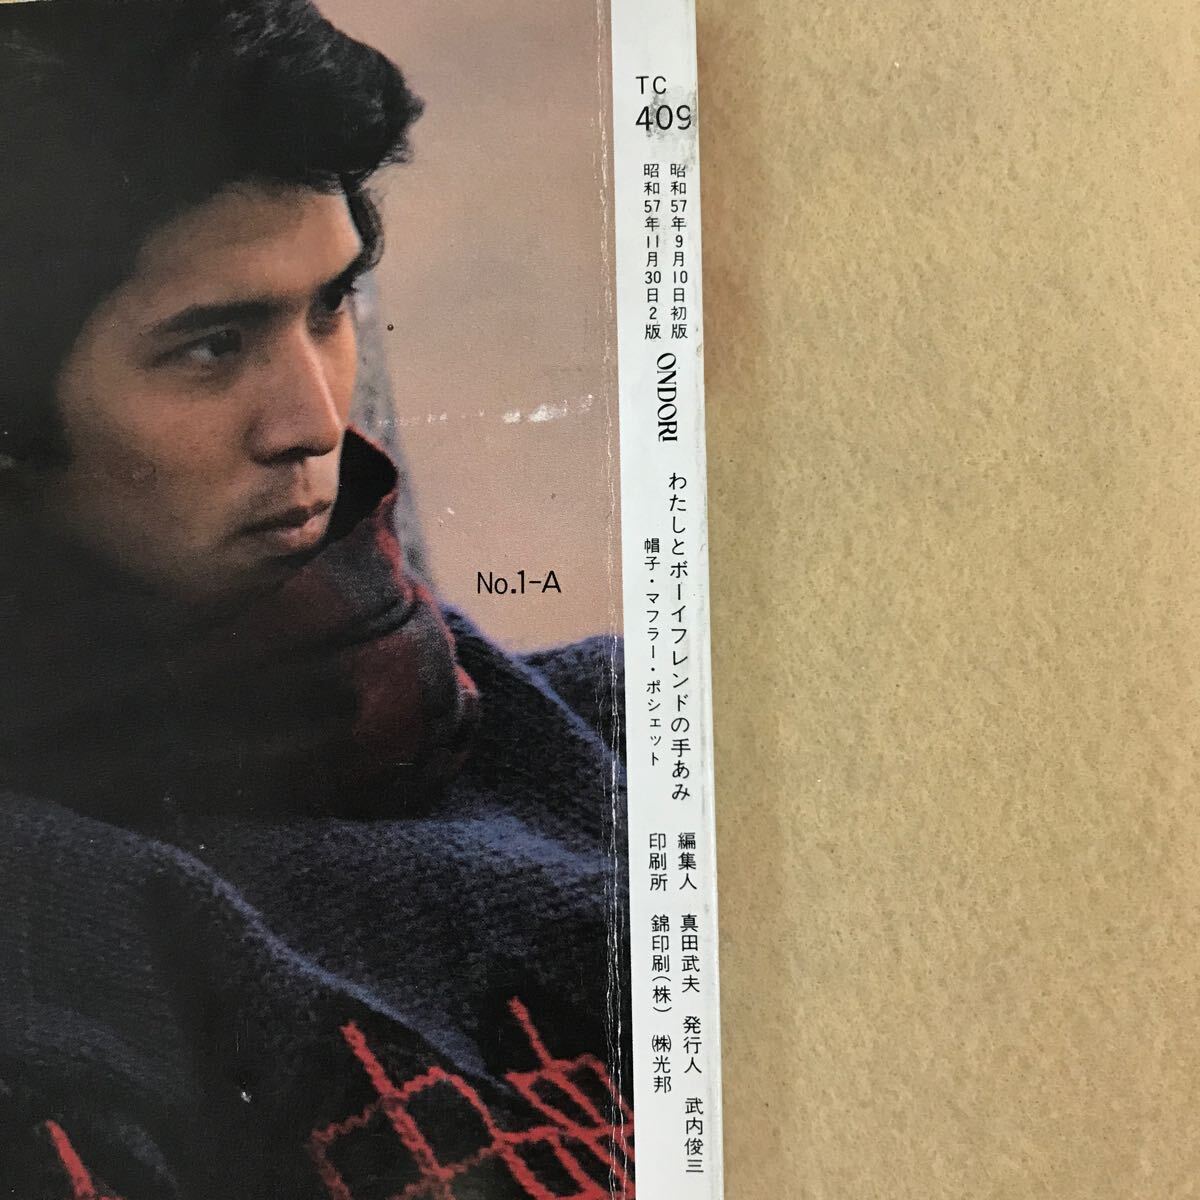 TC
409
昭和57年9月10日初版
昭和57年11月30日2版
ONDORI
わたしとボーイフレンドの手あみ
帽子・マフラー・ポシェット
編集人 真田武夫 発行人 武内俊三
印刷所 錦印刷(株) ㈱光邦
No.1-A